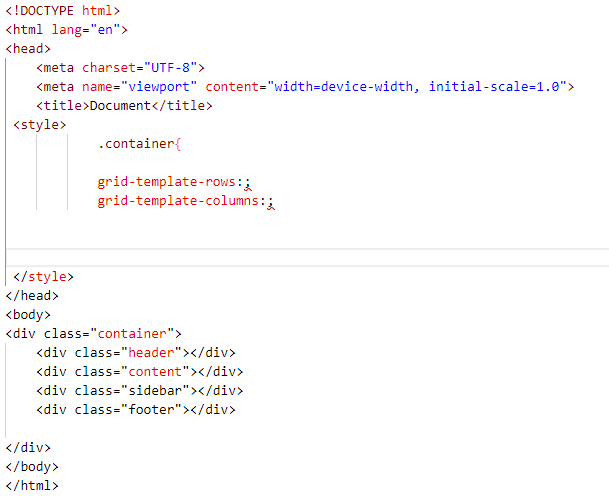 <!DOCTYPE html>
<html lang="en">
<head>
    <meta charset="UTF-8">
    <meta name="viewport" content="width=device-width, initial-scale=1.0">
    <title>Document</title>
 <style>
            .container{
            grid-template-rows:;
            grid-template-columns:;
 </style>
</head>
<body>
<div class="container">
    <div class="header"></div>
    <div class="content"></div>
    <div class="sidebar"></div>
    <div class="footer"></div>
</div>
</body>
</html>